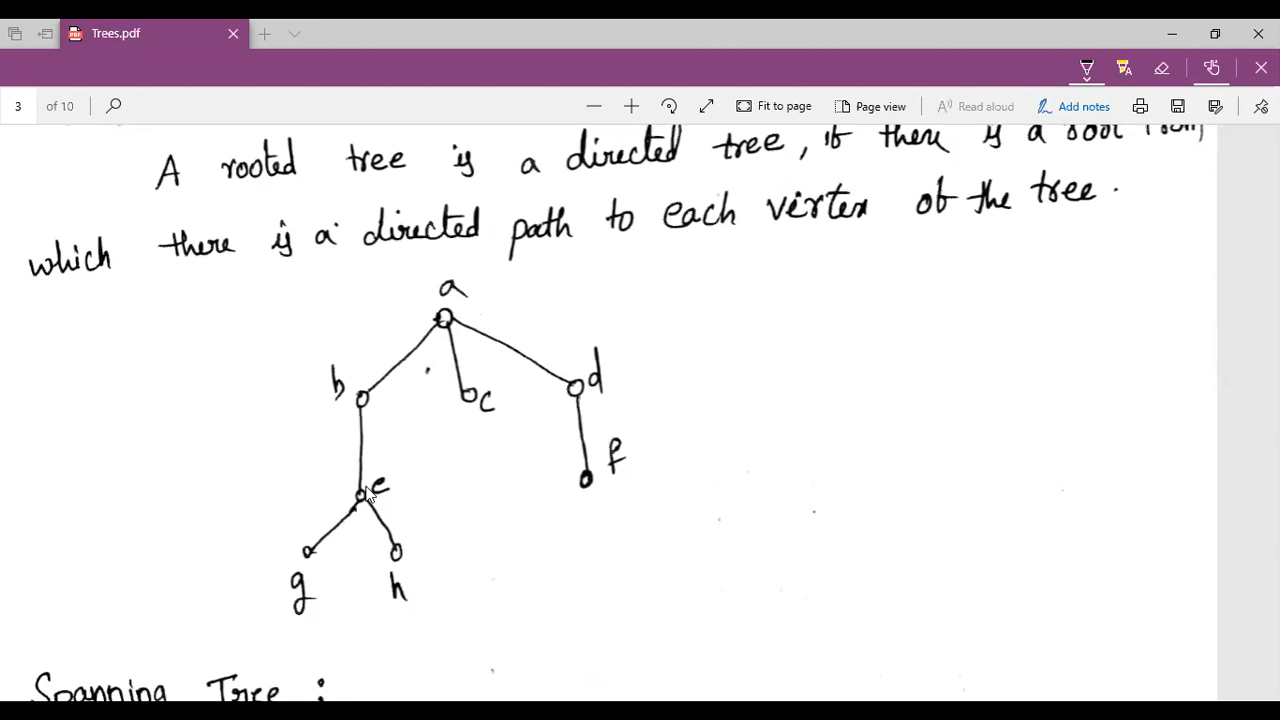 Trees.pdf
3 of 10
Fit to page
Page view
A)) Read aloud
Add notes
A rooted tree is a directed tree, if there is a root from
which there is a directed path to each vertex of the tree.
a
b
c
d
e
f
g
h
Spanning Tree :